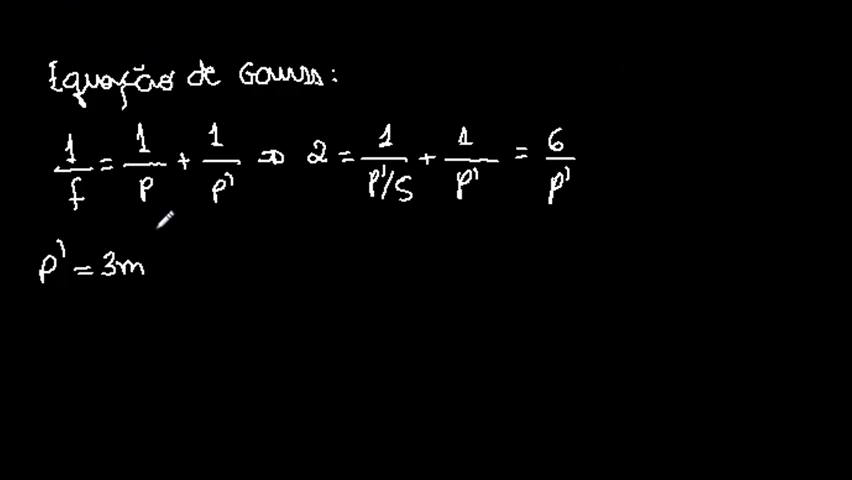 Equação de Gauss:
1/f = 1/p + 1/p' ⇒ 2 = 1/(p'/5) + 1/p' = 6/p'
p' = 3m